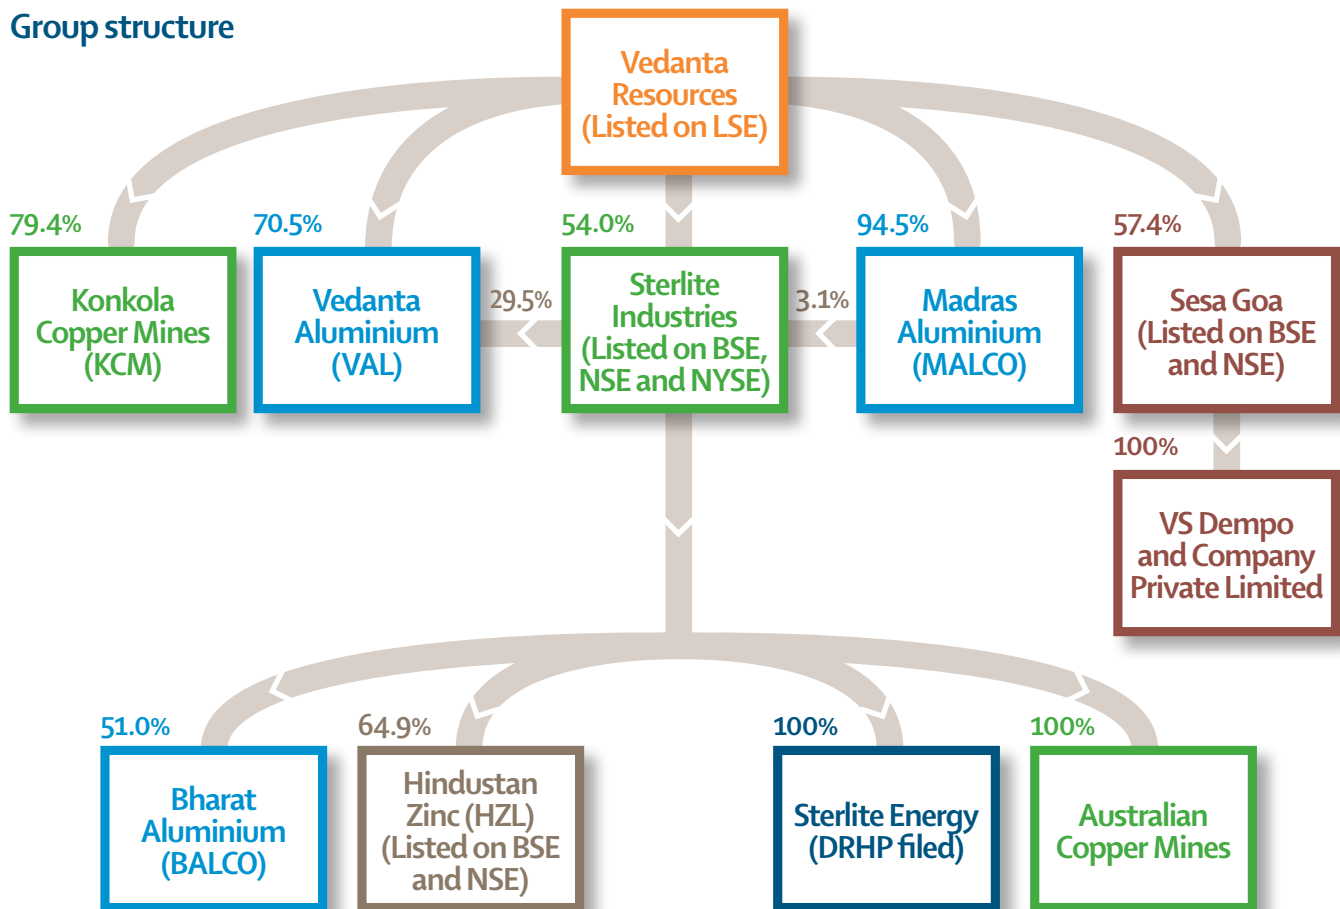 Group structure
Vedanta
Resources
(Listed on LSE)
79.4%
70.5%
54.0%
94.5%
57.4%
Konkola
Copper Mines
(KCM)
Vedanta
Aluminium
(VAL)
29.5%
Sterlite
Industries
(Listed on BSE,
NSE and NYSE)
3.1%
Madras
Aluminium
(MALCO)
Sesa Goa
(Listed on BSE
and NSE)
100%
VS Dempo
and Company
Private Limited
51.0%
64.9%
100%
100%
Bharat
Aluminium
(BALCO)
Hindustan
Zinc (HZL)
(Listed on BSE
and NSE)
Sterlite Energy
(DRHP filed)
Australian
Copper Mines